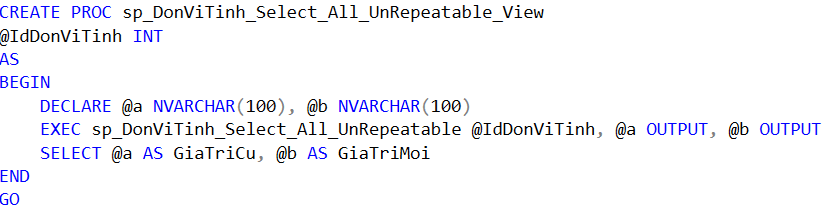 CREATE PROC sp_DonViTinh_Select_All_UnRepeatable_View
@IdDonViTinh INT
AS
BEGIN
    DECLARE @a NVARCHAR(100), @b NVARCHAR(100)
    EXEC sp_DonViTinh_Select_All_UnRepeatable @IdDonViTinh, @a OUTPUT, @b OUTPUT
    SELECT @a AS GiaTriCu, @b AS GiaTriMoi
END
GO